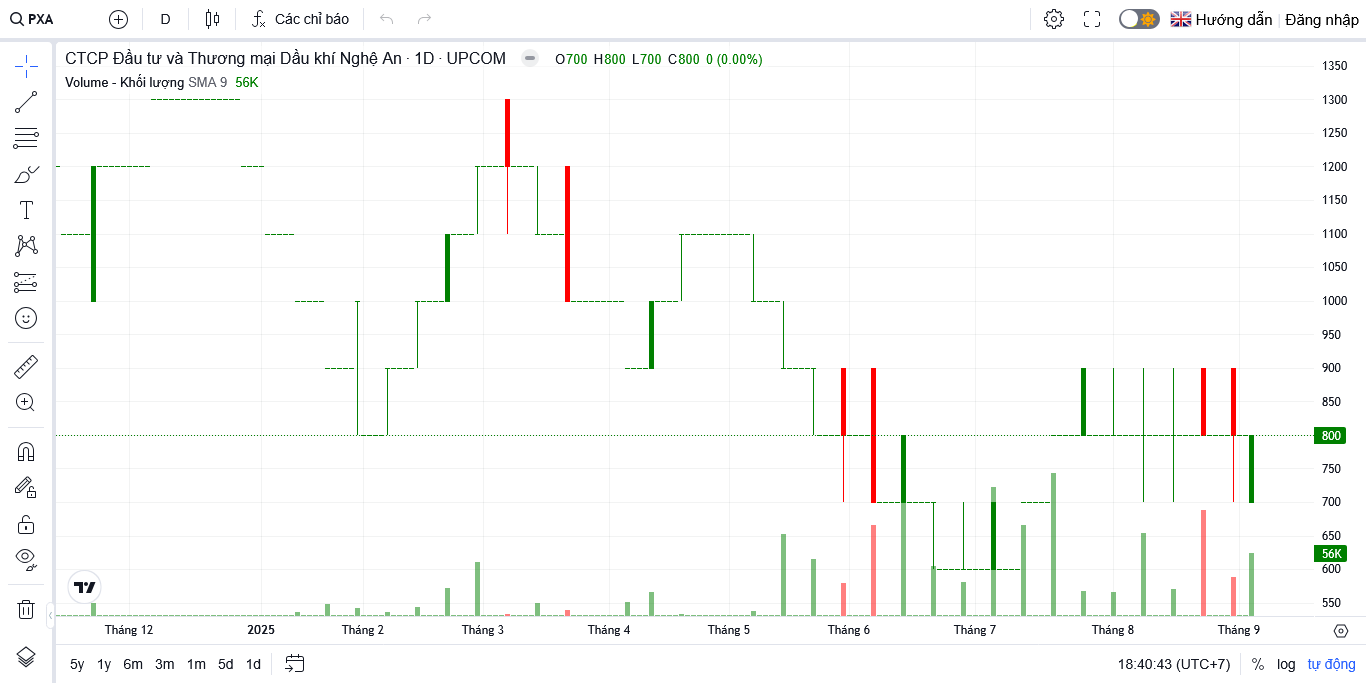 PXA D Các chỉ báo Hướng dẫn Đăng nhập
CTCP Đầu tư và Thương mại Dầu khí Nghệ An · 1D · UPCOM O700 H800 L700 C800 0 (0.00%)
Volume - Khối lượng SMA 9 56K
1350
1300
1250
1200
1150
1100
1050
1000
950
900
850
800
750
700
650
56K
600
550
Tháng 12 2025 Tháng 2 Tháng 3 Tháng 4 Tháng 5 Tháng 6 Tháng 7 Tháng 8 Tháng 9
5y 1y 6m 3m 1m 5d 1d 18:40:43 (UTC+7) % log tự động